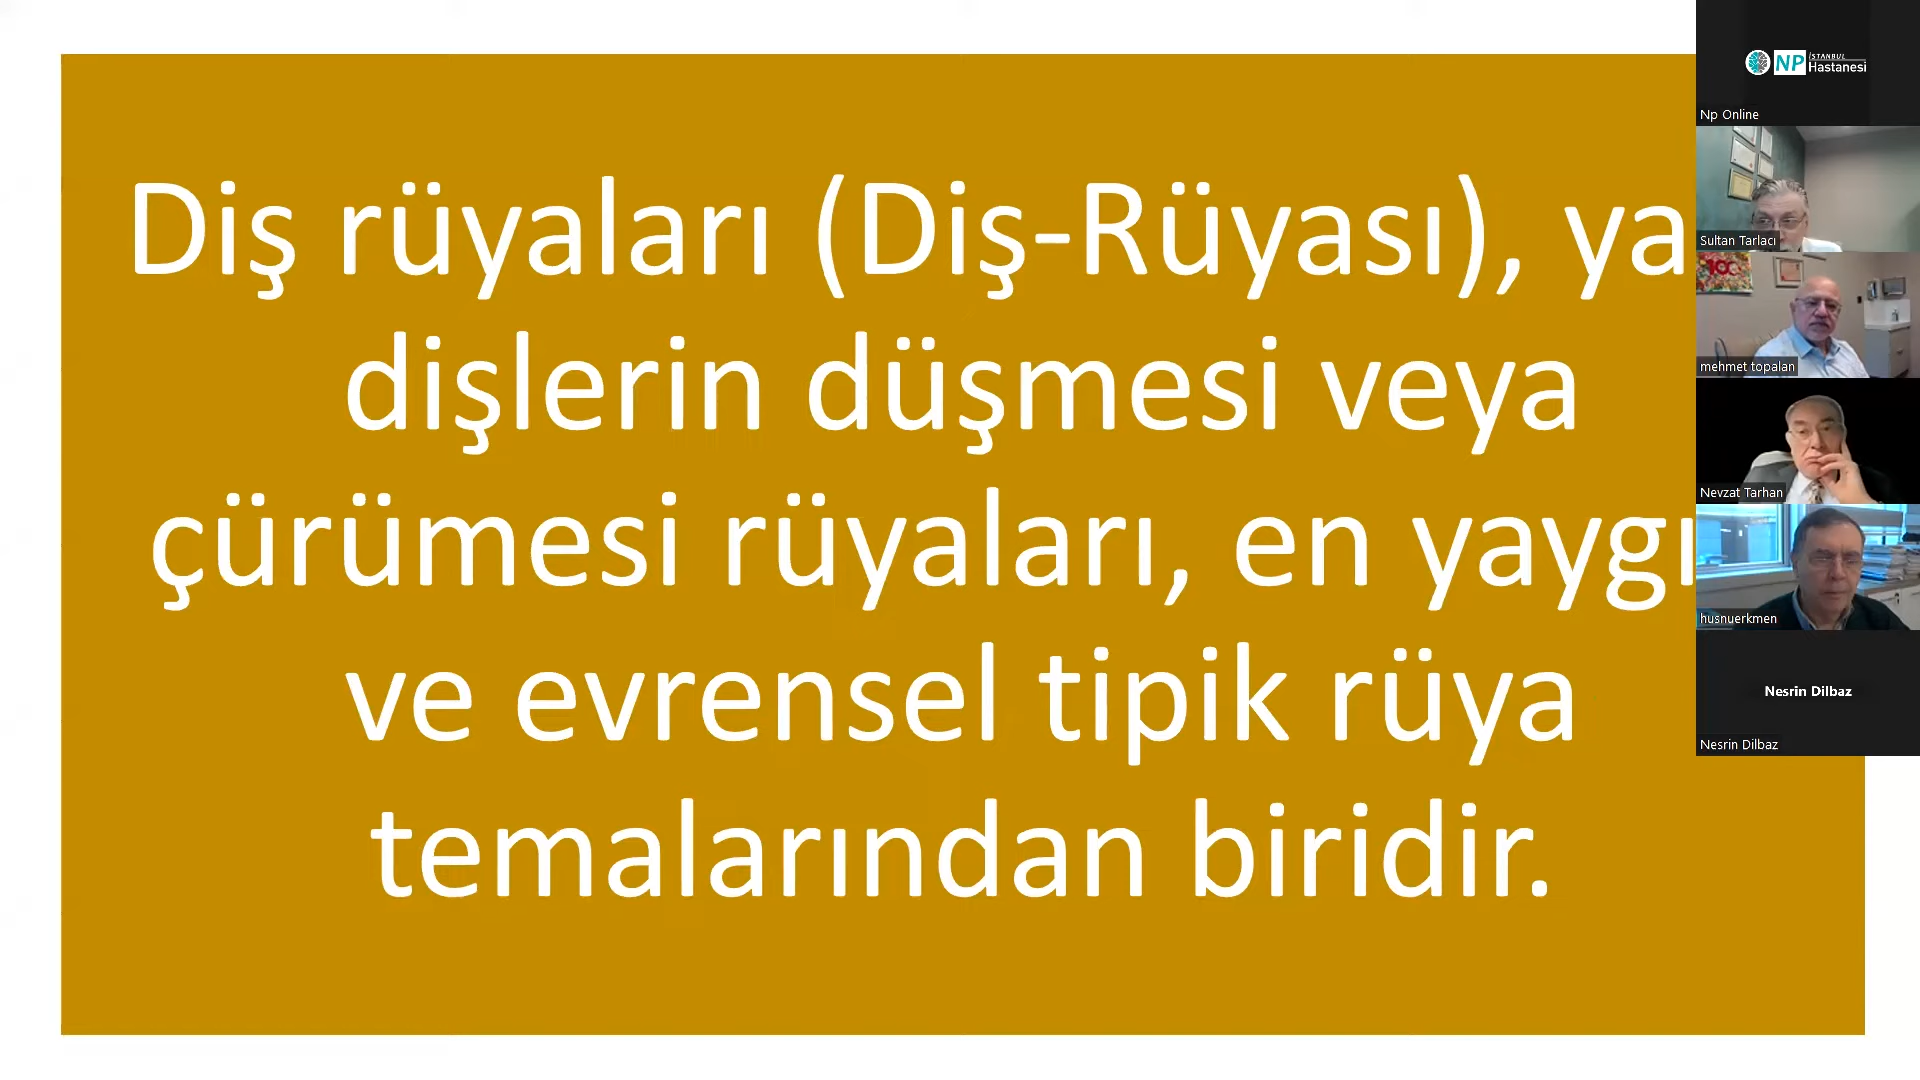 Diş rüyaları (Diş-Rüyası), ya
dişlerin düşmesi veya
çürümesi rüyaları, en yaygı
ve evrensel tipik rüya
temalarından biridir.
NP İSTANBUL Hastanesi
Np Online
Sultan Tarlacı
100
mehmet topalan
Nevzat Tarhan
husnuerkmen
Nesrin Dilbaz
Nesrin Dilbaz